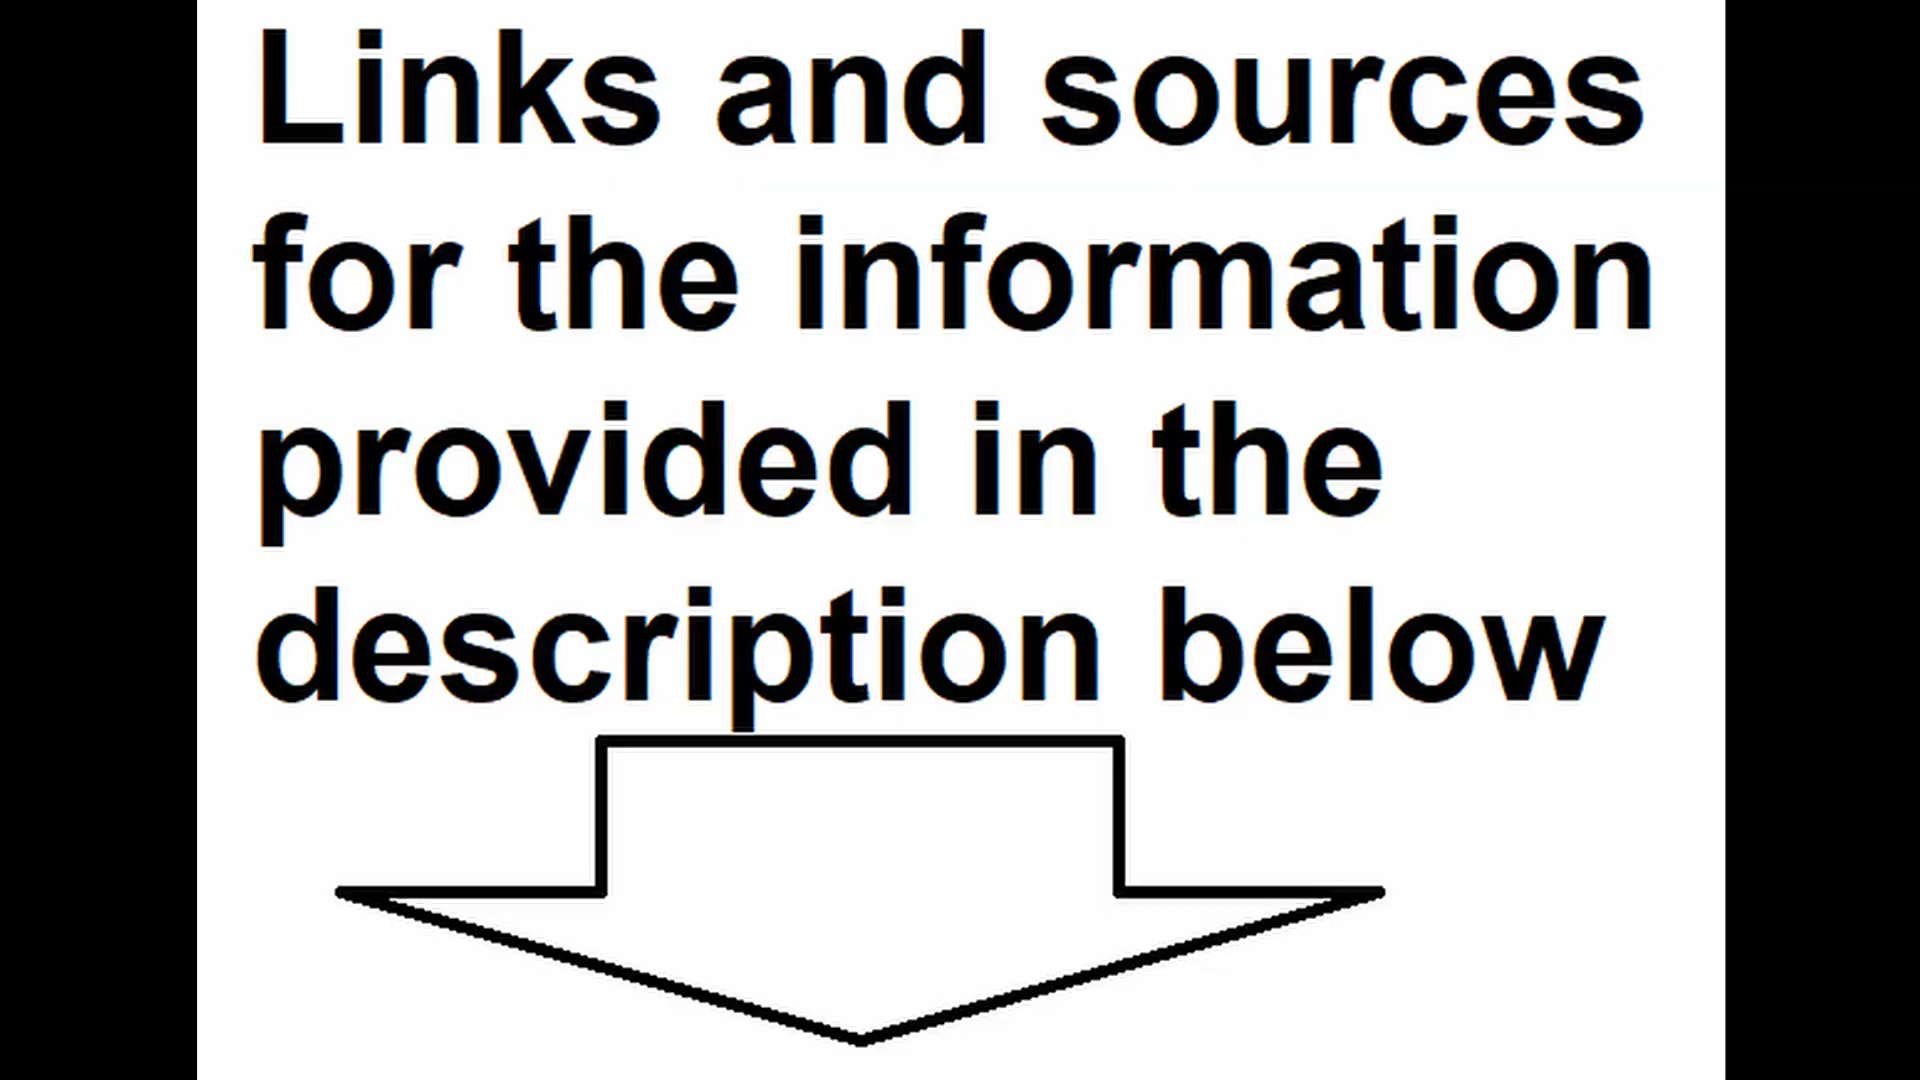 Links and sources
for the information
provided in the
description below